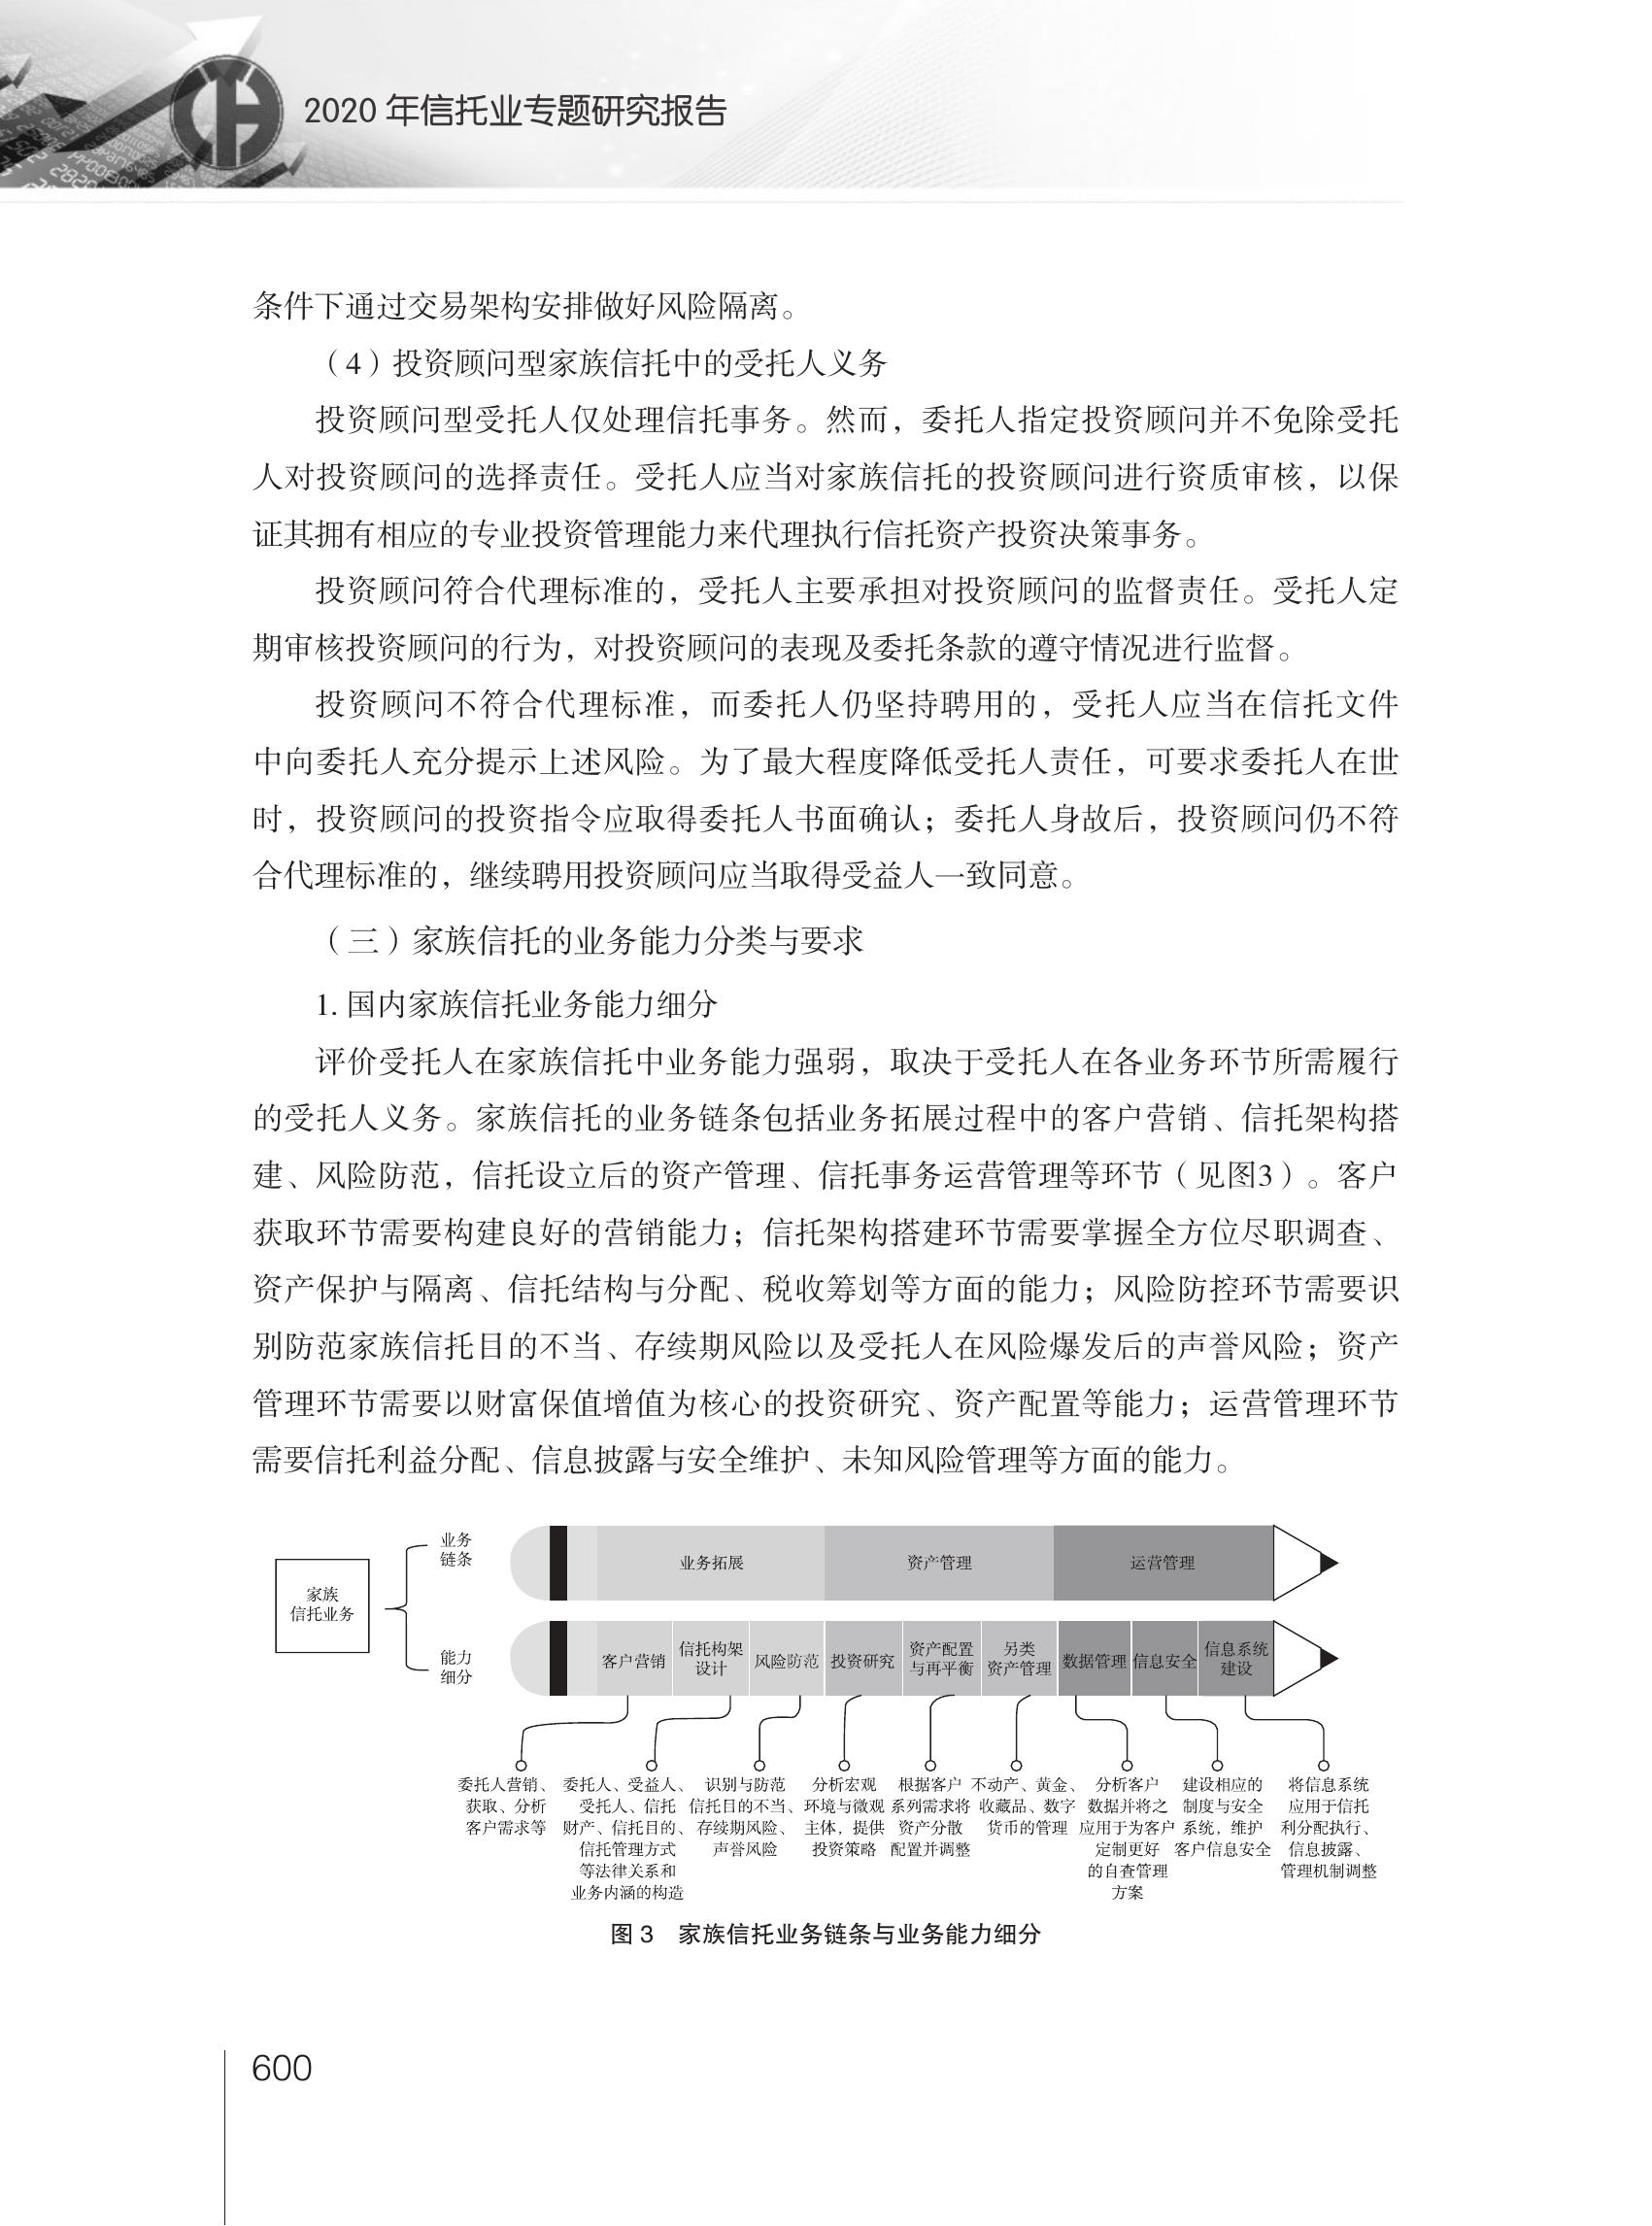 2020 年信托业专题研究报告
条件下通过交易架构安排做好风险隔离。
（4）投资顾问型家族信托中的受托人义务
投资顾问型受托人仅处理信托事务。然而，委托人指定投资顾问并不免除受托
人对投资顾问的选择责任。受托人应当对家族信托的投资顾问进行资质审核，以保
证其拥有相应的专业投资管理能力来代理执行信托资产投资决策事务。
投资顾问符合代理标准的，受托人主要承担对投资顾问的监督责任。受托人定
期审核投资顾问的行为，对投资顾问的表现及委托条款的遵守情况进行监督。
投资顾问不符合代理标准，而委托人仍坚持聘用的，受托人应当在信托文件
中向委托人充分提示上述风险。为了最大程度降低受托人责任，可要求委托人在世
时，投资顾问的投资指令应取得委托人书面确认；委托人身故后，投资顾问仍不符
合代理标准的，继续聘用投资顾问应当取得受益人一致同意。
（三）家族信托的业务能力分类与要求
1. 国内家族信托业务能力细分
评价受托人在家族信托中业务能力强弱，取决于受托人在各业务环节所需履行
的受托人义务。家族信托的业务链条包括业务拓展过程中的客户营销、信托架构搭
建、风险防范，信托设立后的资产管理、信托事务运营管理等环节（见图3）。客户
获取环节需要构建良好的营销能力；信托架构搭建环节需要掌握全方位尽职调查、
资产保护与隔离、信托结构与分配、税收筹划等方面的能力；风险防控环节需要识
别防范家族信托目的不当、存续期风险以及受托人在风险爆发后的声誉风险；资产
管理环节需要以财富保值增值为核心的投资研究、资产配置等能力；运营管理环节
需要信托利益分配、信息披露与安全维护、未知风险管理等方面的能力。
家族
信托业务
业务
链条
业务拓展
资产管理
运营管理
能力
细分
客户营销
信托构架
设计
风险防范
投资研究
资产配置
与再平衡
另类
资产管理
数据管理
信息安全
信息系统
建设
委托人营销、
获取、分析
客户需求等
委托人、受益人、
受托人、信托
财产、信托目的、
信托管理方式
等法律关系和
业务内涵的构造
识别与防范
信托目的不当、
存续期风险、
声誉风险
分析宏观
环境与微观
主体，提供
投资策略
根据客户
系列需求将
资产分散
配置并调整
不动产、黄金、
收藏品、数字
货币的管理
分析客户
数据并将之
应用于为客户
定制更好
的自查管理
方案
建设相应的
制度与安全
系统，维护
客户信息安全
将信息系统
应用于信托
利分配执行、
信息披露、
管理机制调整
图 3　家族信托业务链条与业务能力细分
600